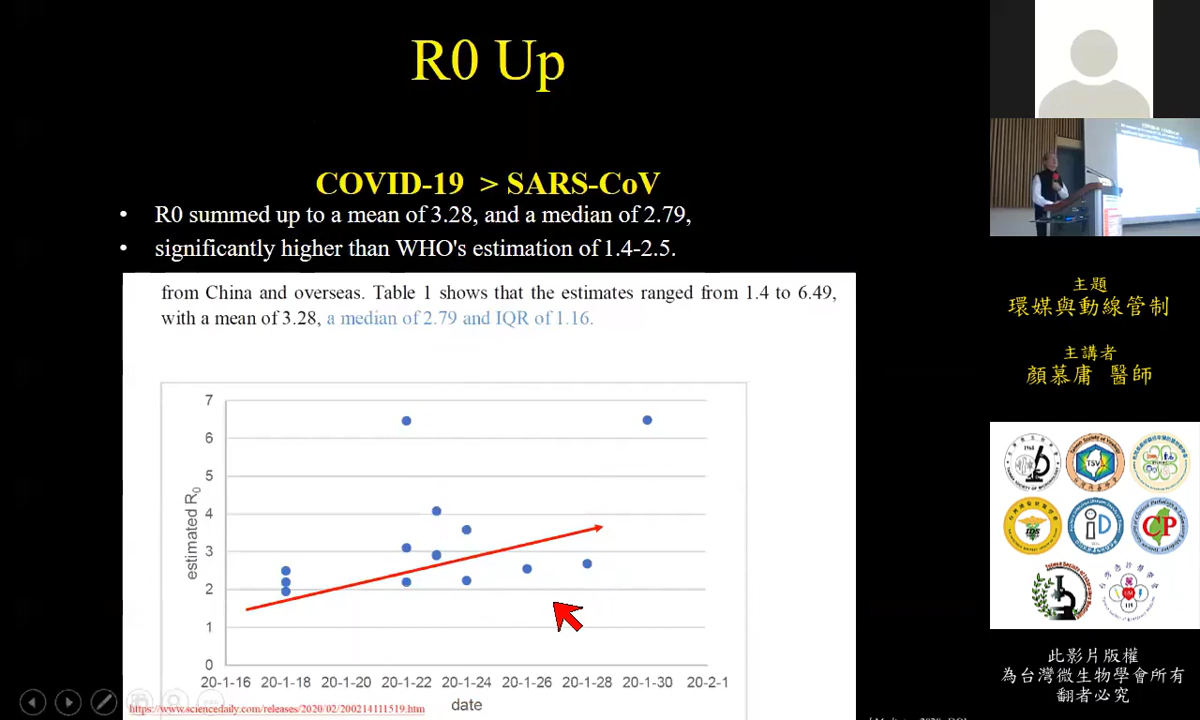 R0 Up
COVID-19 > SARS-CoV
• R0 summed up to a mean of 3.28, and a median of 2.79,
• significantly higher than WHO's estimation of 1.4-2.5.
from China and overseas. Table 1 shows that the estimates ranged from 1.4 to 6.49,
with a mean of 3.28, a median of 2.79 and IQR of 1.16.
7
6
5
4
3
2
1
0
estimated R0
20-1-16 20-1-18 20-1-20 20-1-22 20-1-24 20-1-26 20-1-28 20-1-30 20-2-1
date
https://www.sciencedaily.com/releases/2020/02/200214111519.htm
主題
環媒與動線管制
主講者
顏慕庸 醫師
TSV
iD
CP
此影片版權
為台灣微生物學會所有
翻者必究